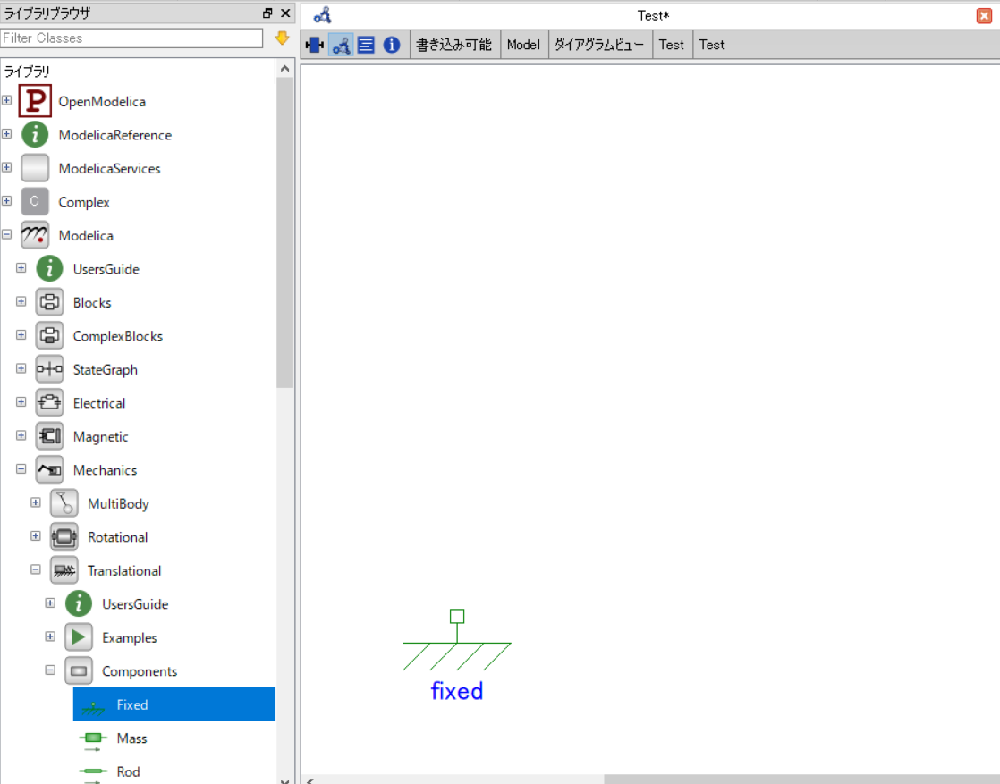 ライブラリブラウザ
Filter Classes
ライブラリ
P OpenModelica
i ModelicaReference
ModelicaServices
C Complex
Modelica
i UsersGuide
Blocks
ComplexBlocks
StateGraph
Electrical
Magnetic
Mechanics
MultiBody
Rotational
Translational
i UsersGuide
Examples
Components
Fixed
Mass
Rod
Test*
i 書き込み可能 Model ダイアグラムビュー Test Test
fixed